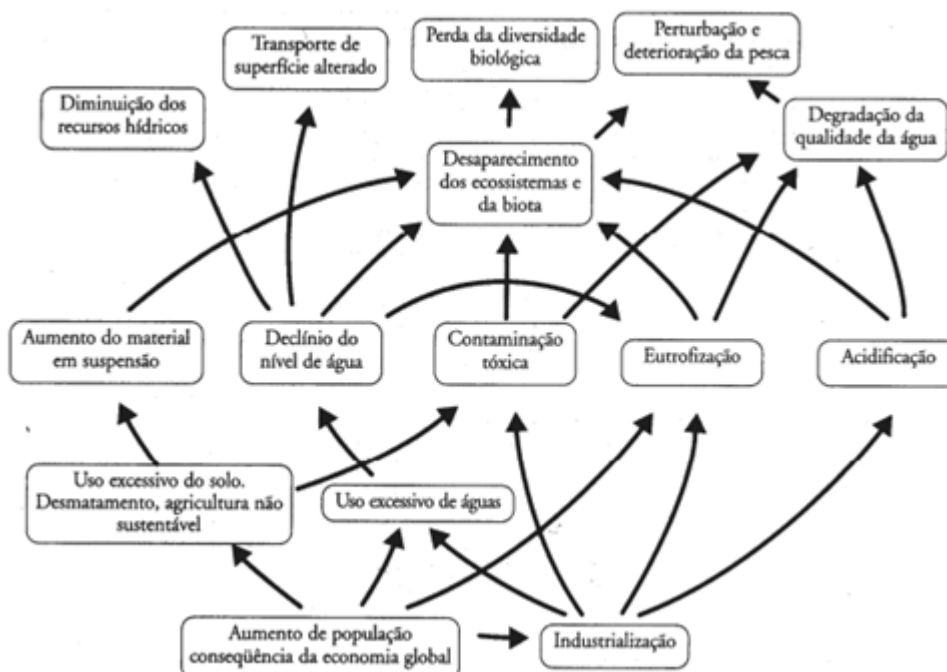 Transporte de
superfície alterado
Perda da diversidade
biológica
Perturbação e
deterioração da pesca
Diminuição dos
recursos hídricos
Degradação da
qualidade da água
Desaparecimento
dos ecossistemas e
da biota
Aumento do material
em suspensão
Declínio do
nível de água
Contaminação
tóxica
Eutrofização
Acidificação
Uso excessivo do solo.
Desmatamento, agricultura não
sustentável
Uso excessivo de águas
Aumento de população
conseqüência da economia global
Industrialização